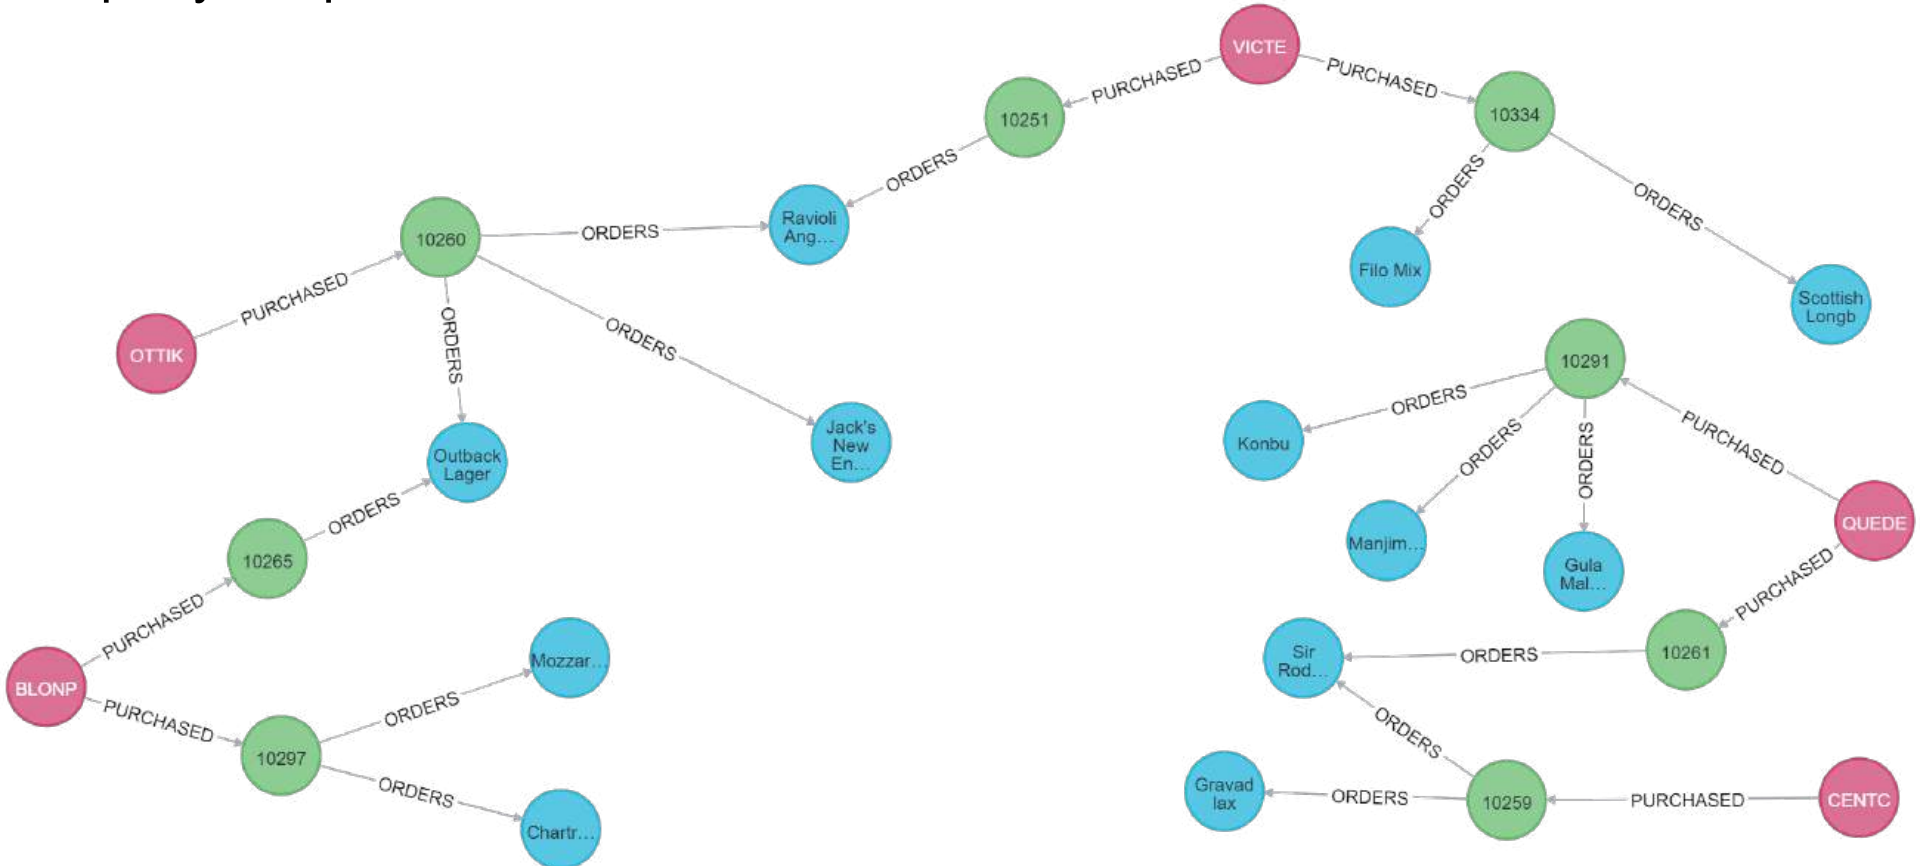 VICTE
PURCHASED
PURCHASED
10251
10334
ORDERS
ORDERS
ORDERS
Ravioli
Ang...
10260
ORDERS
Filo Mix
Scottish
Longb
PURCHASED
ORDERS
ORDERS
OTTIK
10291
ORDERS
PURCHASED
Jack's
New
En...
Konbu
ORDERS
ORDERS
Outback
Lager
ORDERS
QUEDE
Manjim...
Gula
Mal...
10265
PURCHASED
PURCHASED
Mozzar...
Sir
Rod...
ORDERS
10261
BLONP
PURCHASED
ORDERS
ORDERS
10297
ORDERS
Gravad
lax
ORDERS
10259
PURCHASED
CENTC
Chartr...